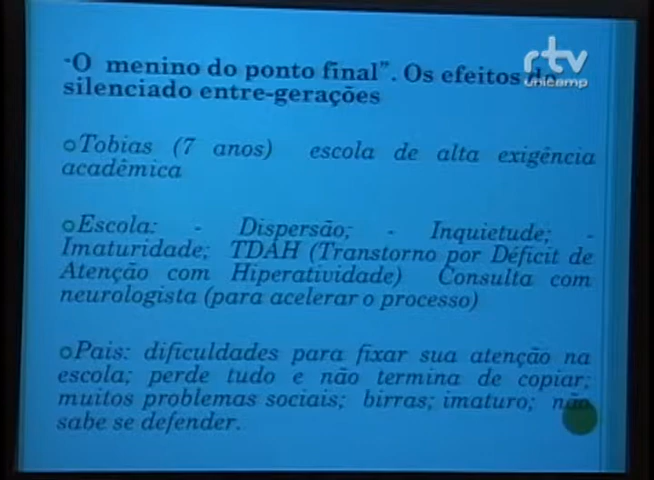 "O menino do ponto final". Os efeitos do
silenciado entre-gerações
rtv
unicamp
Tobias (7 anos) escola de alta exigência
acadêmica
Escola: - Dispersão; - Inquietude; -
Imaturidade; TDAH (Transtorno por Déficit de
Atenção com Hiperatividade) Consulta com
neurologista (para acelerar o processo)
Pais: dificuldades para fixar sua atenção na
escola; perde tudo e não termina de copiar;
muitos problemas sociais; birras; imaturo; não
sabe se defender.